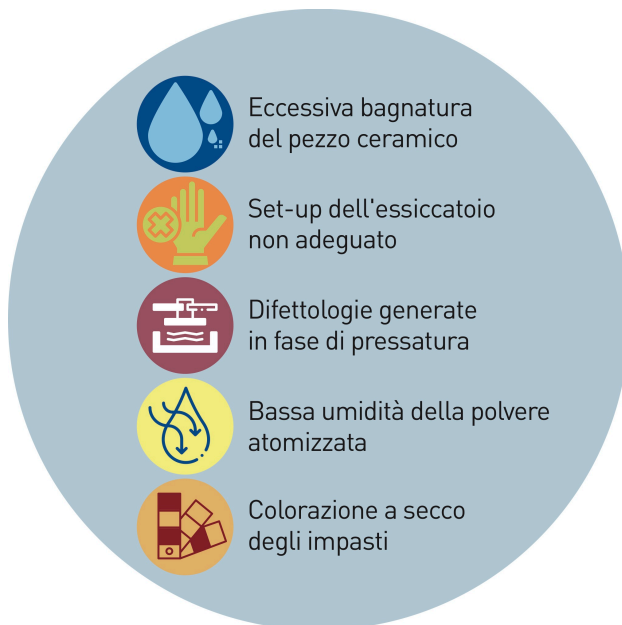 Eccessiva bagnatura
del pezzo ceramico
Set-up dell'essiccatoio
non adeguato
Difettologie generate
in fase di pressatura
Bassa umidità della polvere
atomizzata
Colorazione a secco
degli impasti